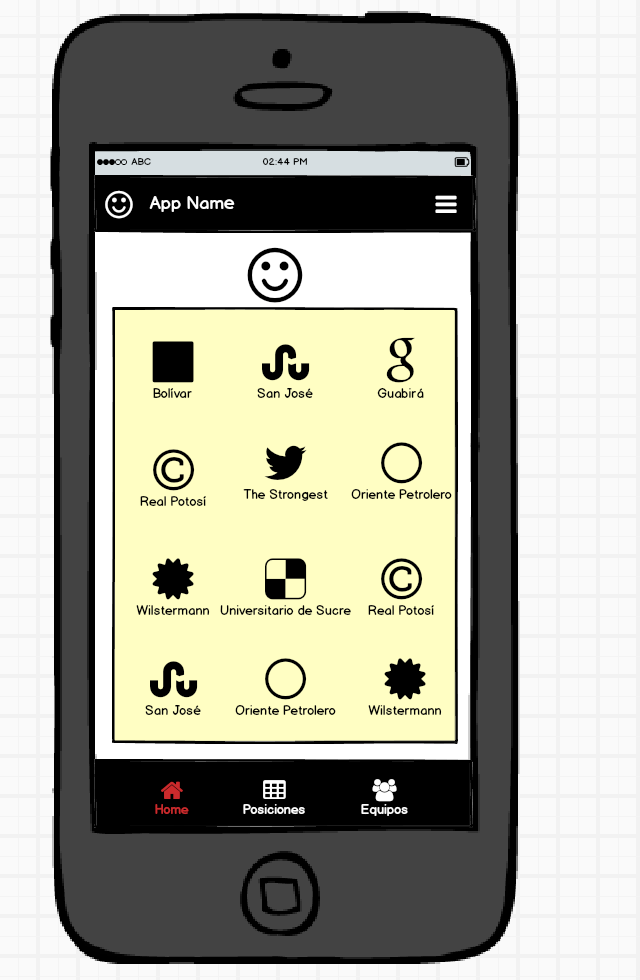 ABC 02:44 PM
App Name
Bolívar San José Guabirá
Real Potosí The Strongest Oriente Petrolero
Wilstermann Universitario de Sucre Real Potosí
San José Oriente Petrolero Wilstermann
Home Posiciones Equipos